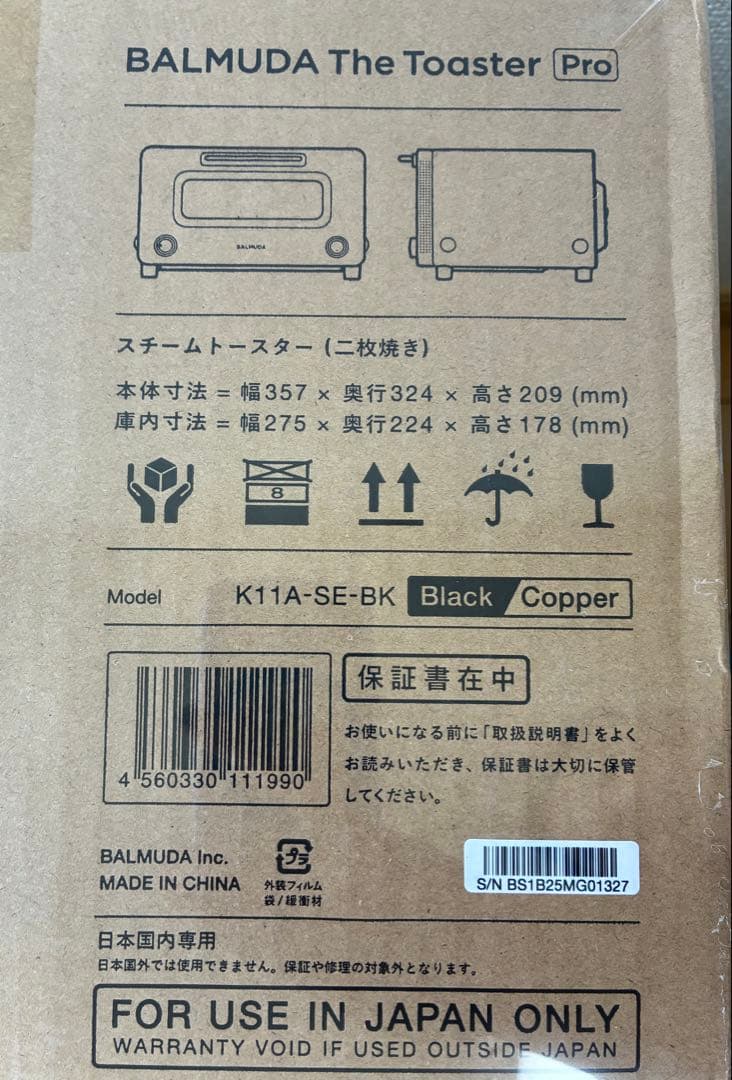 BALMUDA The Toaster Pro
BALMUDA
スチームトースター (二枚焼き)
本体寸法 = 幅357 × 奥行324 × 高さ209 (mm)
庫内寸法 = 幅275 × 奥行224 × 高さ178 (mm)
8
Model K11A-SE-BK Black Copper
保証書在中
お使いになる前に「取扱説明書」をよく
お読みいただき、保証書は大切に保管
してください。
4 560330 111990
BALMUDA Inc.
MADE IN CHINA
プラ
外装フィルム
袋/緩衝材
S/N BS1B25MG01327
日本国内専用
日本国外では使用できません。保証や修理の対象外となります。
FOR USE IN JAPAN ONLY
WARRANTY VOID IF USED OUTSIDE JAPAN